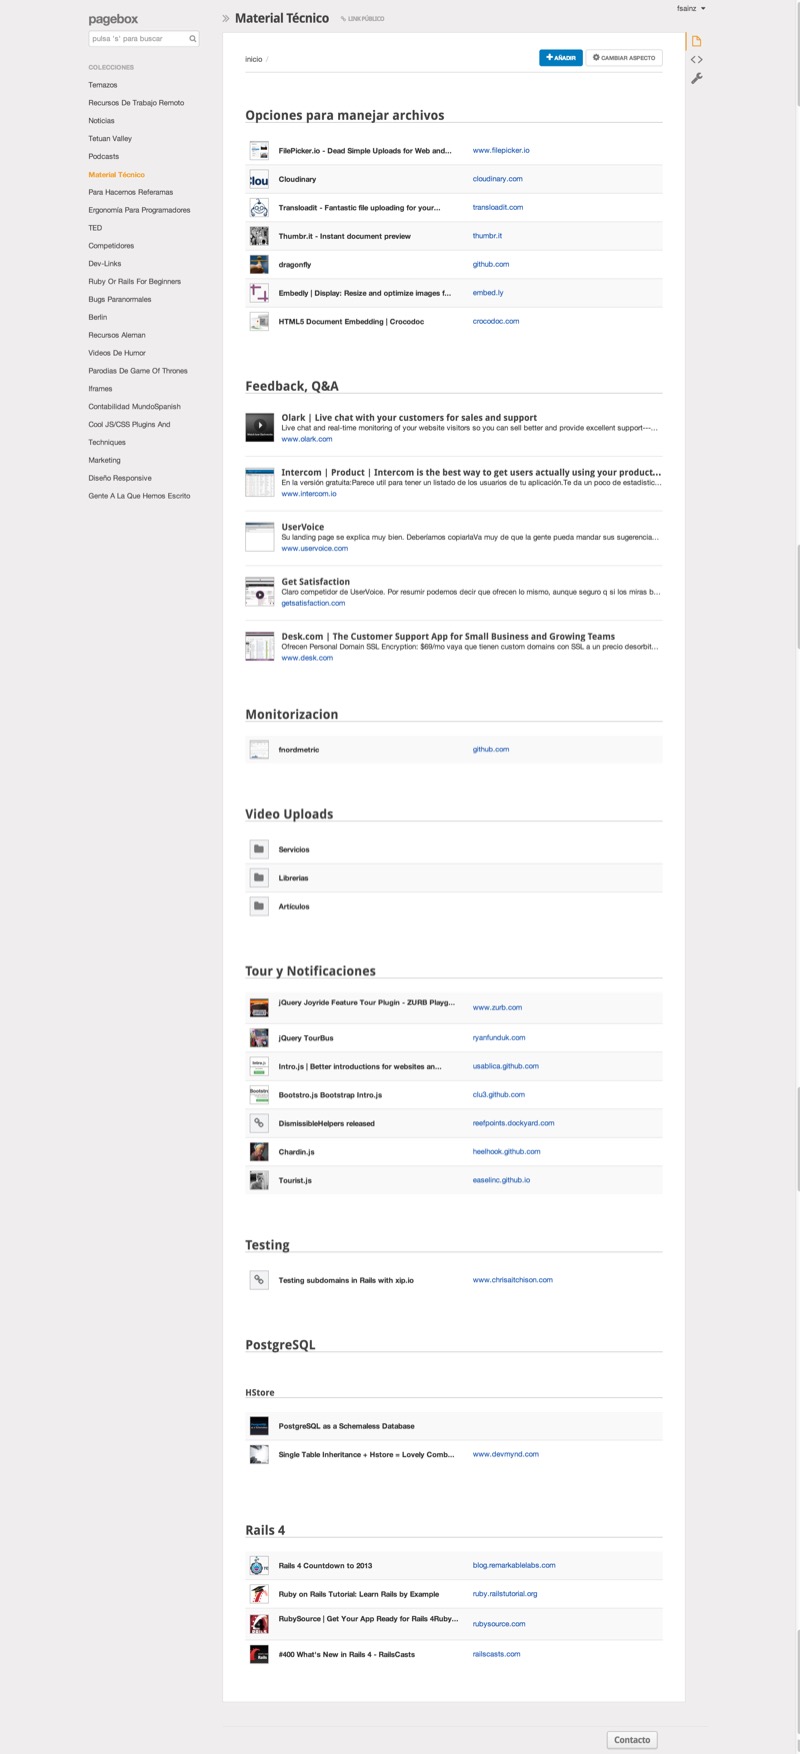 pagebox
pulsa 's' para buscar
COLECCIONES
Temazos
Recursos De Trabajo Remoto
Noticias
Tetuan Valley
Podcasts
Material Técnico
Para Hacernos Referamas
Ergonomía Para Programadores
TED
Competidores
Dev-Links
Ruby Or Rails For Beginners
Bugs Paranormales
Berlin
Recursos Aleman
Videos De Humor
Parodias De Game Of Thrones
Iframes
Contabilidad MundoSpanish
Cool JS/CSS Plugins And
Techniques
Marketing
Diseño Responsive
Gente A La Que Hemos Escrito
fsainz
» Material Técnico LINK PÚBLICO
inicio /
+ AÑADIR CAMBIAR ASPECTO
Opciones para manejar archivos
FilePicker.io - Dead Simple Uploads for Web and... www.filepicker.io
Cloudinary cloudinary.com
Transloadit - Fantastic file uploading for your... transloadit.com
Thumbr.it - Instant document preview thumbr.it
dragonfly github.com
Embedly | Display: Resize and optimize images f... embed.ly
HTML5 Document Embedding | Crocodoc crocodoc.com
Feedback, Q&A
Olark | Live chat with your customers for sales and support
Live chat and real-time monitoring of your website visitors so you can sell better and provide excellent support---...
www.olark.com
Intercom | Product | Intercom is the best way to get users actually using your product...
En la versión gratuita:Parece util para tener un listado de los usuarios de tu aplicación.Te da un poco de estadistic...
www.intercom.io
UserVoice
Su landing page se explica muy bien. Deberíamos copiarlaVa muy de que la gente pueda mandar sus sugerencia...
www.uservoice.com
Get Satisfaction
Claro competidor de UserVoice. Por resumir podemos decir que ofrecen lo mismo, aunque seguro q si los miras b...
getsatisfaction.com
Desk.com | The Customer Support App for Small Business and Growing Teams
Ofrecen Personal Domain SSL Encryption: $69/mo vaya que tienen custom domains con SSL a un precio desorbit...
www.desk.com
Monitorizacion
fnordmetric github.com
Video Uploads
Servicios
Librerias
Artículos
Tour y Notificaciones
jQuery Joyride Feature Tour Plugin - ZURB Playg... www.zurb.com
jQuery TourBus ryanfunduk.com
Intro.js | Better introductions for websites an... usablica.github.com
Bootstro.js Bootstrap Intro.js clu3.github.com
DismissibleHelpers released reefpoints.dockyard.com
Chardin.js heelhook.github.com
Tourist.js easelinc.github.io
Testing
Testing subdomains in Rails with xip.io www.chrisaitchison.com
PostgreSQL
HStore
PostgreSQL as a Schemaless Database
Single Table Inheritance + Hstore = Lovely Comb... www.devmynd.com
Rails 4
Rails 4 Countdown to 2013 blog.remarkablelabs.com
Ruby on Rails Tutorial: Learn Rails by Example ruby.railstutorial.org
RubySource | Get Your App Ready for Rails 4Ruby... rubysource.com
#400 What's New in Rails 4 - RailsCasts railscasts.com
Contacto